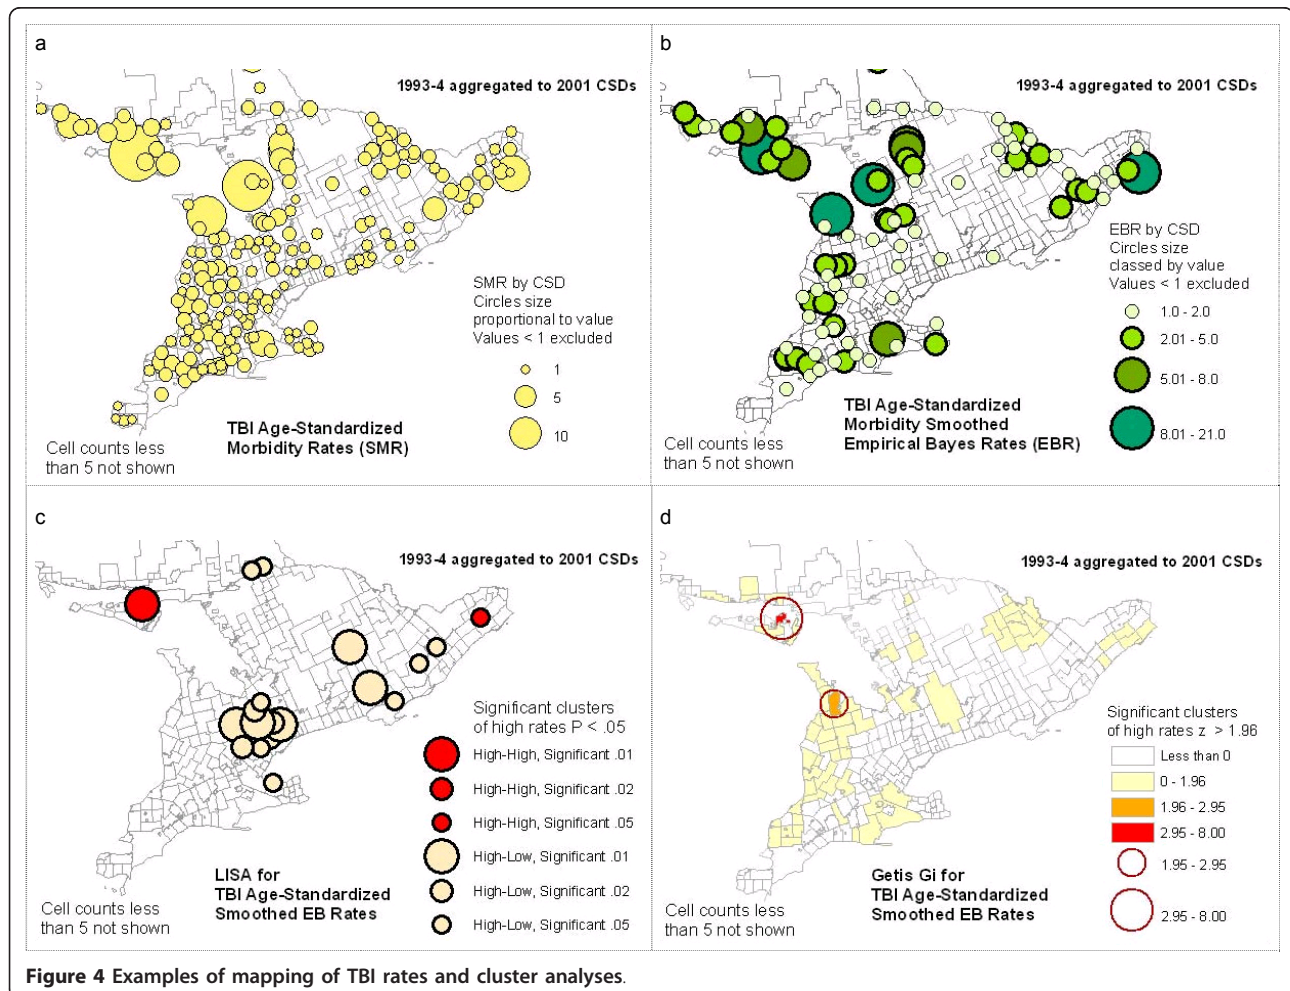 a
1993-4 aggregated to 2001 CSDs
SMR by CSD
Circles size
proportional to value
Values < 1 excluded
1
5
10
TBI Age-Standardized
Morbidity Rates (SMR)
Cell counts less
than 5 not shown
b
1993-4 aggregated to 2001 CSDs
EBR by CSD
Circles size
classed by value
Values < 1 excluded
1.0 - 2.0
2.01 - 5.0
5.01 - 8.0
8.01 - 21.0
TBI Age-Standardized
Morbidity Smoothed
Empirical Bayes Rates (EBR)
Cell counts less
than 5 not shown
c
1993-4 aggregated to 2001 CSDs
Significant clusters
of high rates P < .05
High-High, Significant .01
High-High, Significant .02
High-High, Significant .05
High-Low, Significant .01
High-Low, Significant .02
High-Low, Significant .05
LISA for
TBI Age-Standardized
Smoothed EB Rates
Cell counts less
than 5 not shown
d
1993-4 aggregated to 2001 CSDs
Significant clusters
of high rates z > 1.96
Less than 0
0 - 1.96
1.96 - 2.95
2.95 - 8.00
1.95 - 2.95
2.95 - 8.00
Getis Gi for
TBI Age-Standardized
Smoothed EB Rates
Cell counts less
than 5 not shown
Figure 4 Examples of mapping of TBI rates and cluster analyses.